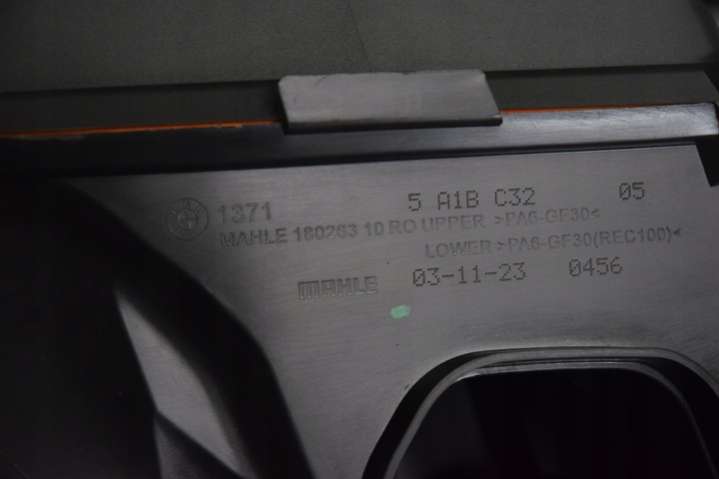 1371 5 A1B C32 05
MAHLE 160263 10 RO UPPER >PA6-GF30<
LOWER >PA6-GF30(REC100)<
MAHLE 03-11-23 0456